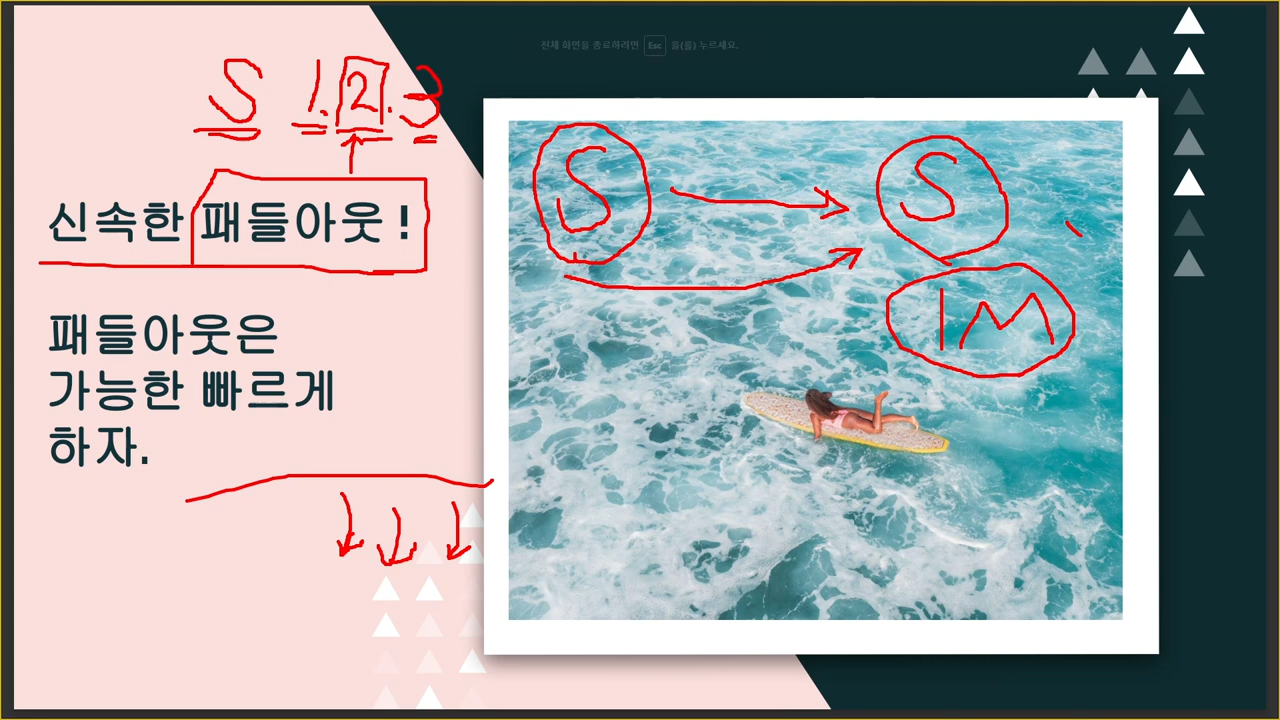 전체 화면을 종료하려면 Esc 을(를) 누르세요.
S 1. 2. 3
신속한 패들아웃!
패들아웃은
가능한 빠르게
하자.
S S
1M